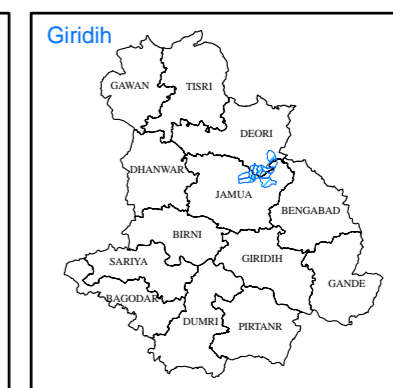 Giridih
GAWAN
TISRI
DEORI
DHANWAR
JAMUA
BENGABAD
BIRNI
SARIYA
GIRIDIH
GANDE
BAGODAR
DUMRI
PIRTANR